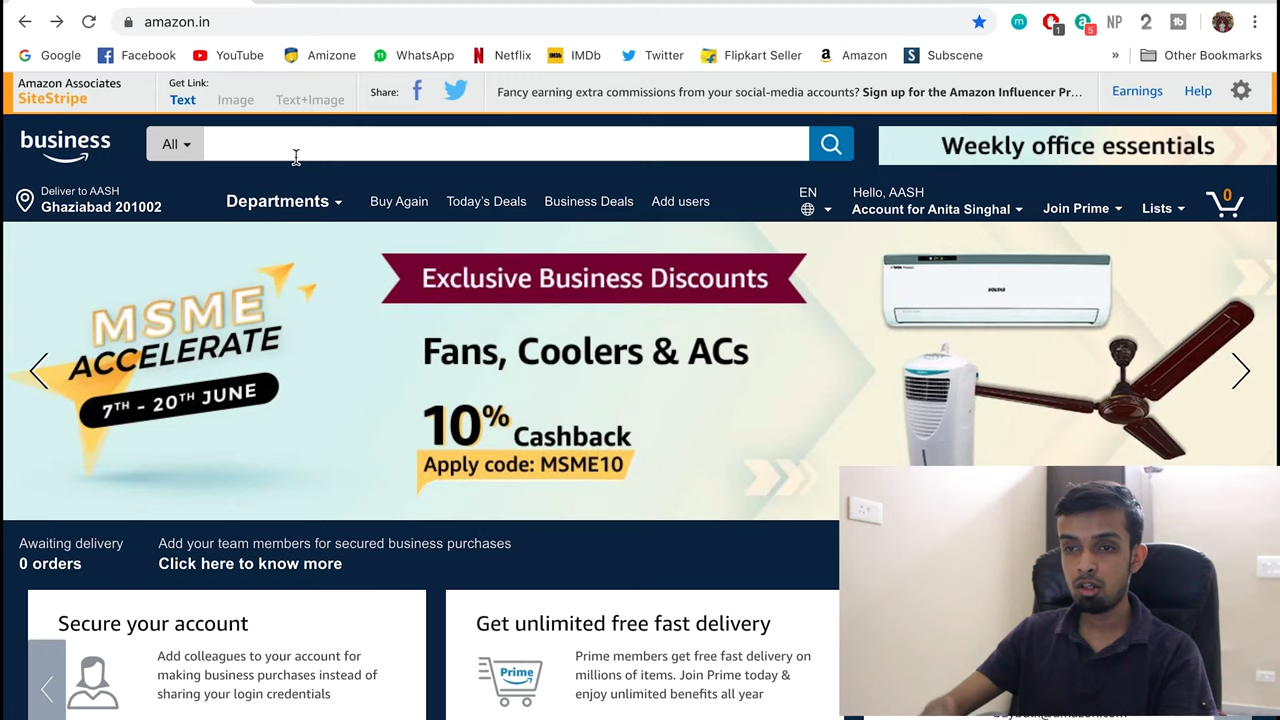 amazon.in
1
5
NP
2
Google
Facebook
YouTube
Amizone
WhatsApp
Netflix
IMDb
Twitter
Flipkart Seller
Amazon
Subscene
»
Other Bookmarks
Amazon Associates
SiteStripe
Get Link:
Text
Image
Text+Image
Share:
Fancy earning extra commissions from your social-media accounts? Sign up for the Amazon Influencer Pr...
Earnings
Help
business
All
Weekly office essentials
Deliver to AASH
Ghaziabad 201002
Departments
Buy Again
Today's Deals
Business Deals
Add users
EN
Hello, AASH
Account for Anita Singhal
Join Prime
Lists
0
MSME
ACCELERATE
7TH - 20TH JUNE
Exclusive Business Discounts
Fans, Coolers & ACs
10% Cashback
Apply code: MSME10
VOLTAS
Awaiting delivery
0 orders
Add your team members for secured business purchases
Click here to know more
Secure your account
Add colleagues to your account for
making business purchases instead of
sharing your login credentials
Get unlimited free fast delivery
Prime
Prime members get free fast delivery on
millions of items. Join Prime today &
enjoy unlimited benefits all year